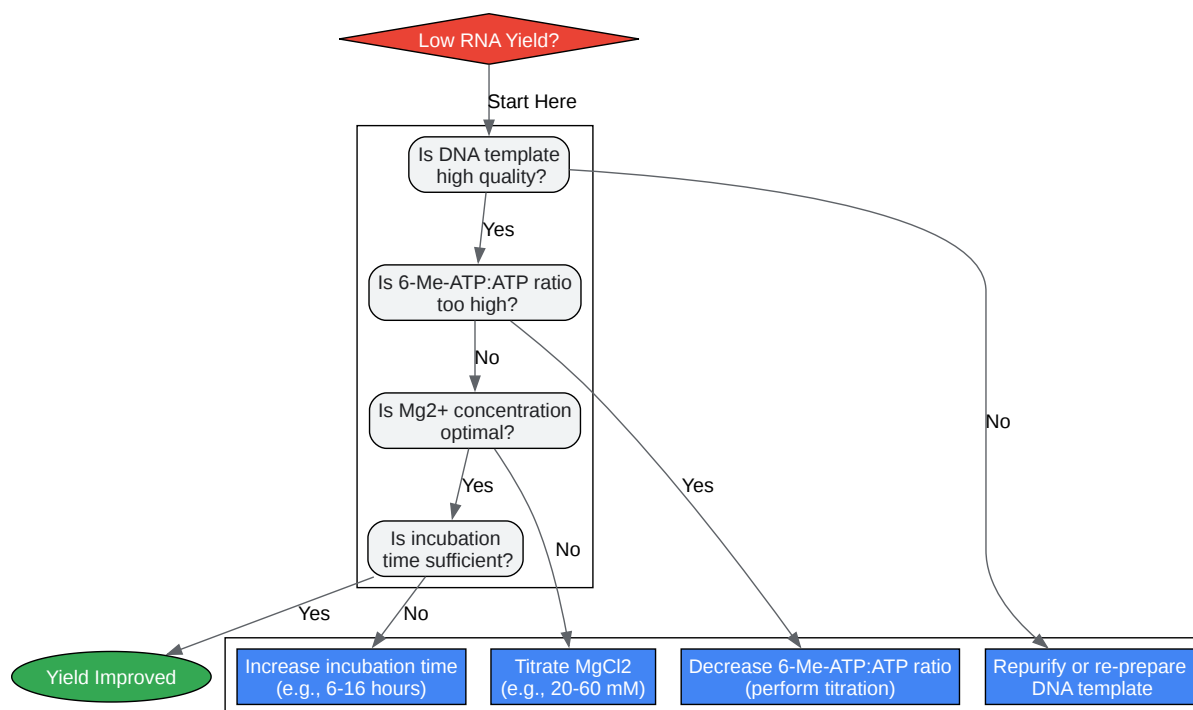 Low RNA Yield?
Start Here
Is DNA template
high quality?
Yes
Is 6-Me-ATP:ATP ratio
too high?
No
Is Mg2+ concentration
optimal?
No
Yes
Yes
Is incubation
time sufficient?
No
Yes
No
Yield Improved
Increase incubation time
(e.g., 6-16 hours)
Titrate MgCl2
(e.g., 20-60 mM)
Decrease 6-Me-ATP:ATP ratio
(perform titration)
Repurify or re-prepare
DNA template